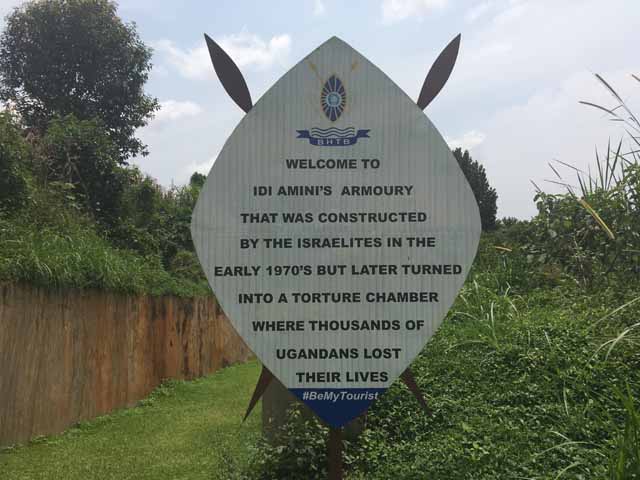 BHTB
WELCOME TO
IDI AMINI'S ARMOURY
THAT WAS CONSTRUCTED
BY THE ISRAELITES IN THE
EARLY 1970'S BUT LATER TURNED
INTO A TORTURE CHAMBER
WHERE THOUSANDS OF
UGANDANS LOST
THEIR LIVES
#BeMyTourist